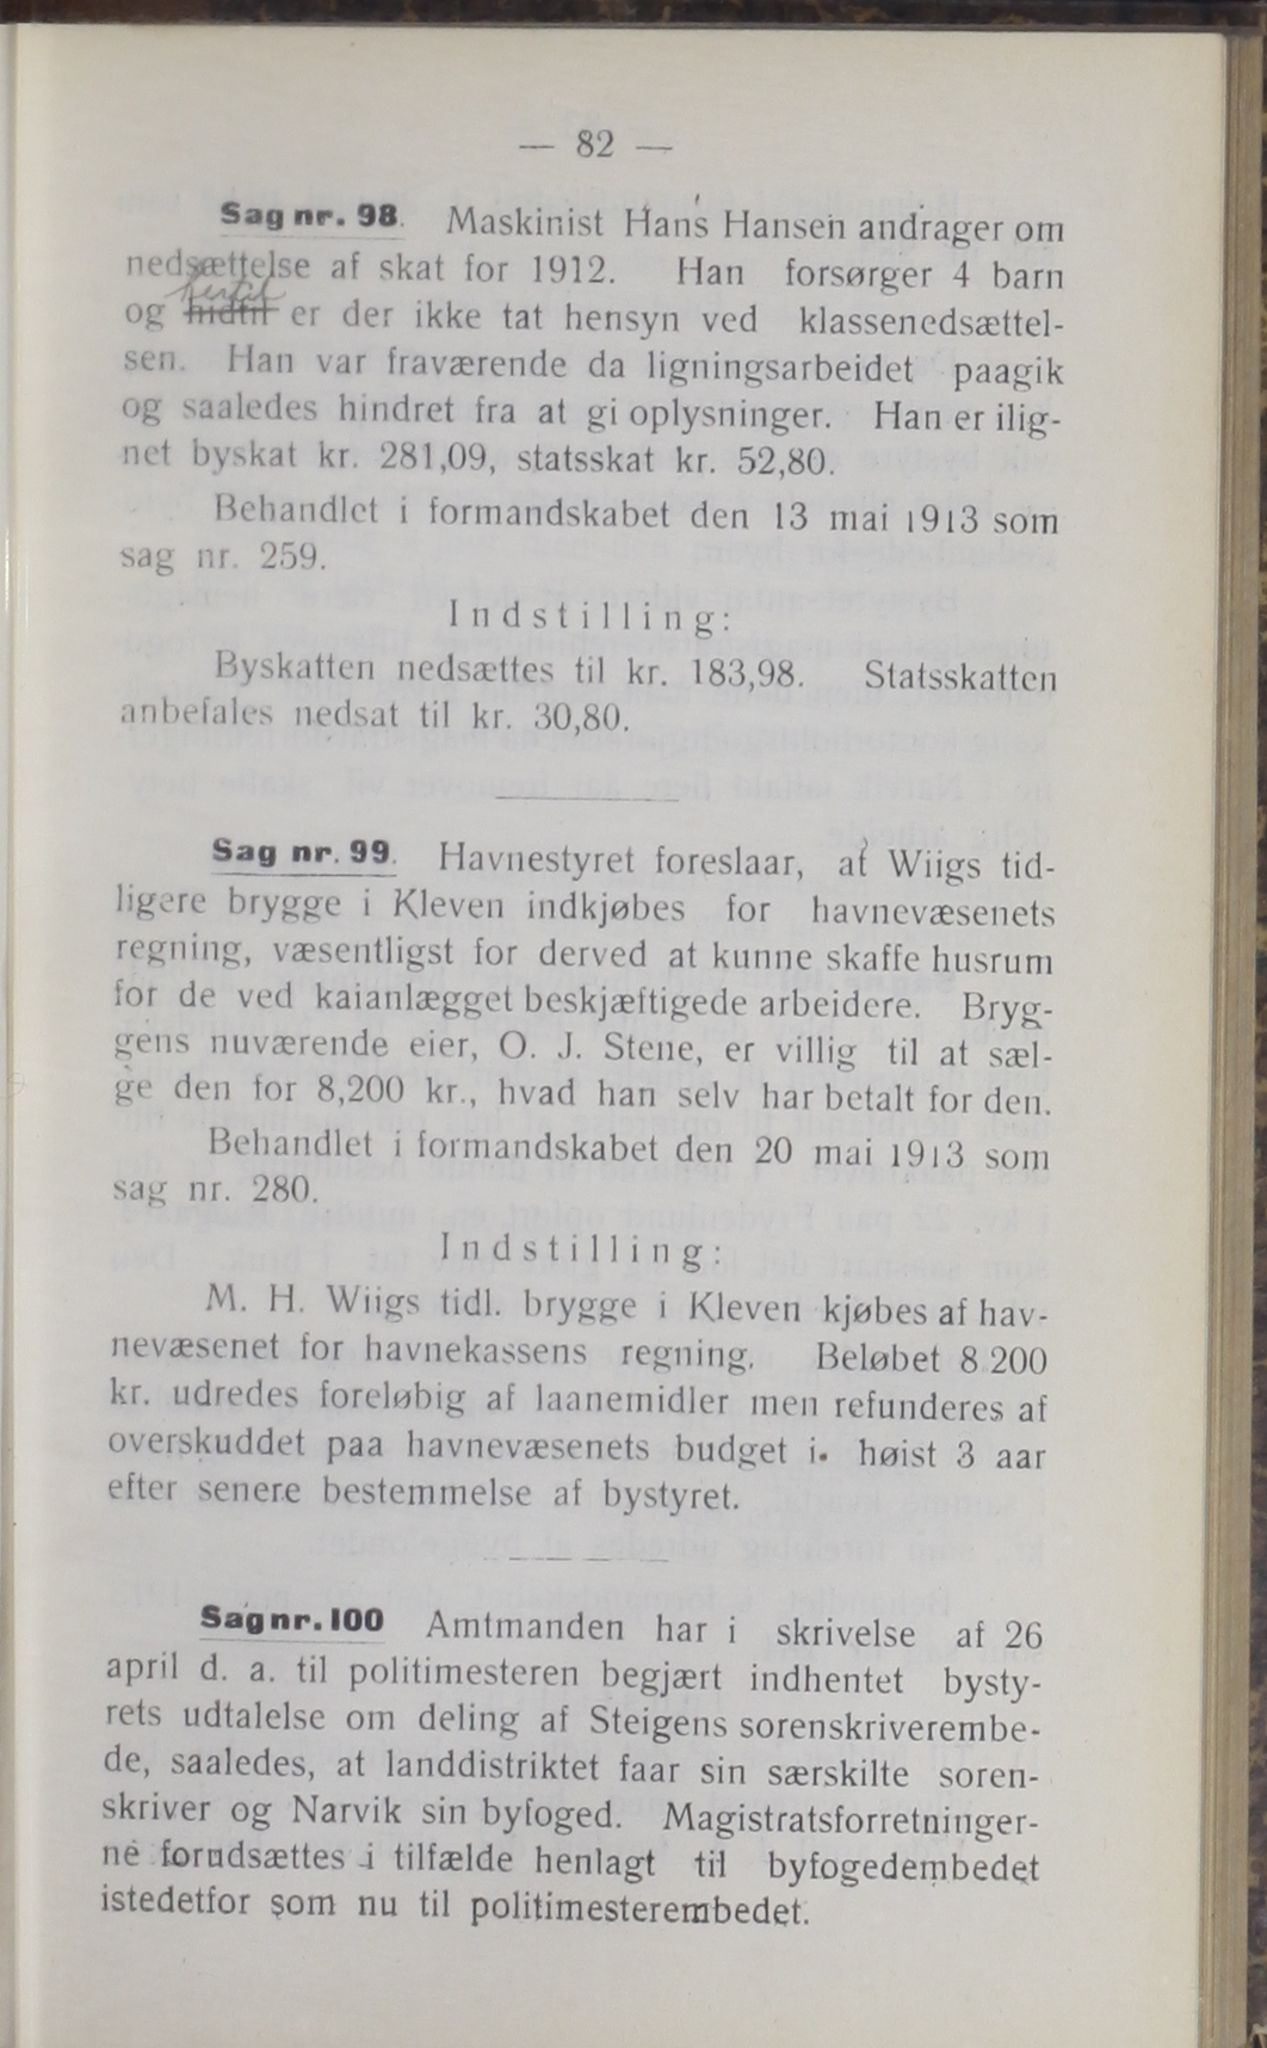 — 82 —
Sag nr. 98. Maskinist Hans Hansen andrager om
nedsættelse af skat for 1912. Han forsørger 4 barn
hertil
og hidtil er der ikke tat hensyn ved klassenedsættel-
sen. Han var fraværende da ligningsarbeidet paagik
og saaledes hindret fra at gi oplysninger. Han er ilig-
net byskat kr. 281,09, statsskat kr. 52,80.
Behandlet i formandskabet den 13 mai 1913 som
sag nr. 259.
Indstilling:
Byskatten nedsættes til kr. 183,98. Statsskatten
anbefales nedsat til kr. 30,80.
Sag nr. 99. Havnestyret foreslaar, at Wiigs tid-
ligere brygge i Kleven indkjøbes for havnevæsenets
regning, væsentligst for derved at kunne skaffe husrum
for de ved kaianlægget beskjæftigede arbeidere. Bryg-
gens nuværende eier, O. J. Stene, er villig til at sæl-
ge den for 8,200 kr., hvad han selv har betalt for den.
Behandlet i formandskabet den 20 mai 1913 som
sag nr. 280.
Indstilling:
M. H. Wiigs tidl. brygge i Kleven kjøbes af hav-
nevæsenet for havnekassens regning. Beløbet 8 200
kr. udredes foreløbig af laanemidler men refunderes af
overskuddet paa havnevæsenets budget i. høist 3 aar
efter senere bestemmelse af bystyret.
Sag nr. 100 Amtmanden har i skrivelse af 26
april d. a. til politimesteren begjært indhentet bysty-
rets udtalelse om deling af Steigens sorenskriverembe-
de, saaledes, at landdistriktet faar sin særskilte soren-
skriver og Narvik sin byfoged. Magistratsforretninger-
ne forudsættes i tilfælde henlagt til byfogedembedet
istedetfor som nu til politimesterembedet.